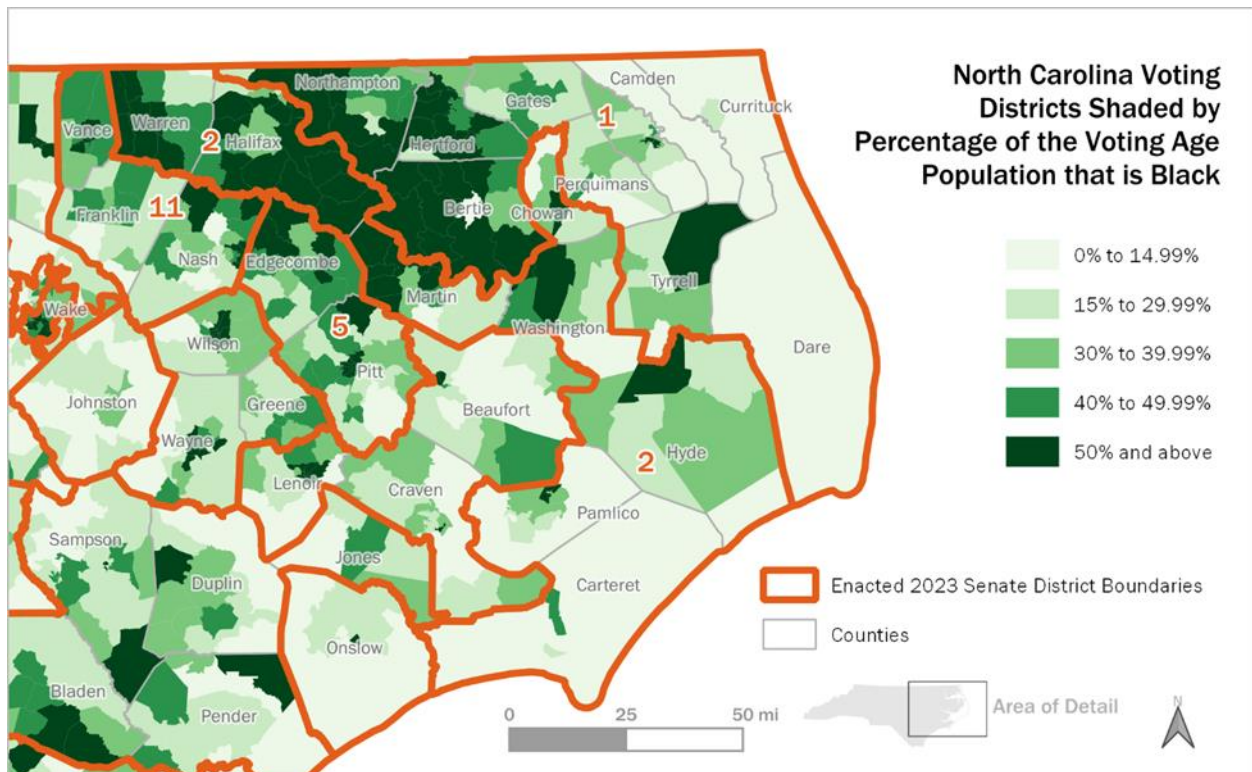 North Carolina Voting
Districts Shaded by
Percentage of the Voting Age
Population that is Black
0% to 14.99%
15% to 29.99%
30% to 39.99%
40% to 49.99%
50% and above
Enacted 2023 Senate District Boundaries
Counties
Area of Detail
N
0 25 50 mi
Northampton
Camden
Gates
Currituck
Vance
Warren
2
Halifax
Hertford
1
Perquimans
Franklin
11
Bertie
Chowan
Nash
Edgecombe
Tyrrell
Wake
Martin
Washington
Wilson
5
Dare
Pitt
Johnston
Greene
Beaufort
Wayne
Hyde
2
Lenoir
Craven
Pamlico
Sampson
Jones
Duplin
Carteret
Onslow
Bladen
Pender